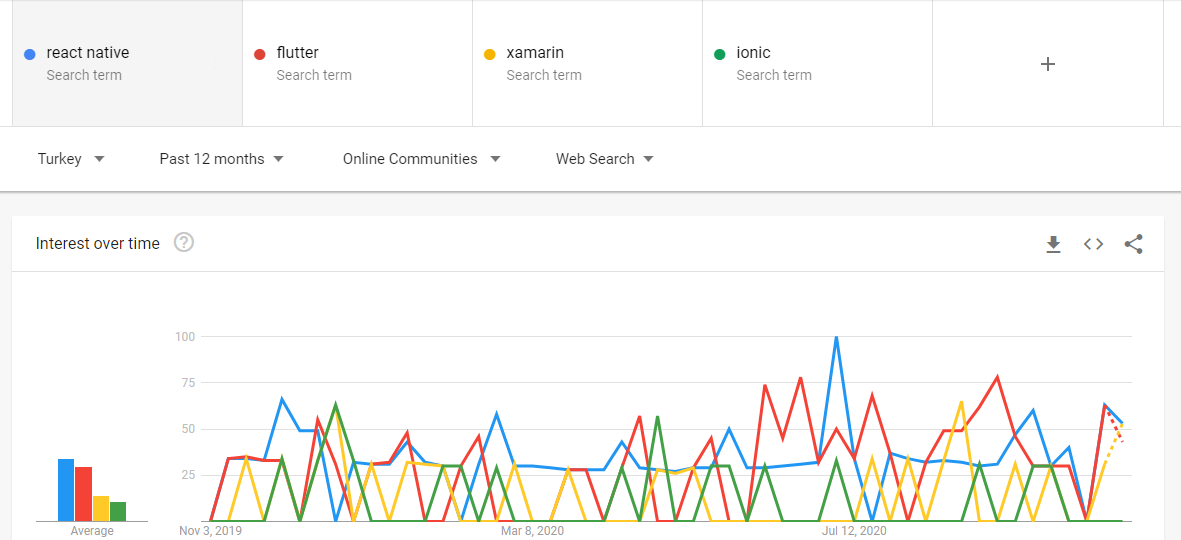 react native
Search term
flutter
Search term
xamarin
Search term
ionic
Search term
+
Turkey
Past 12 months
Online Communities
Web Search
Interest over time
?
100
75
50
25
Average
Nov 3, 2019
Mar 8, 2020
Jul 12, 2020